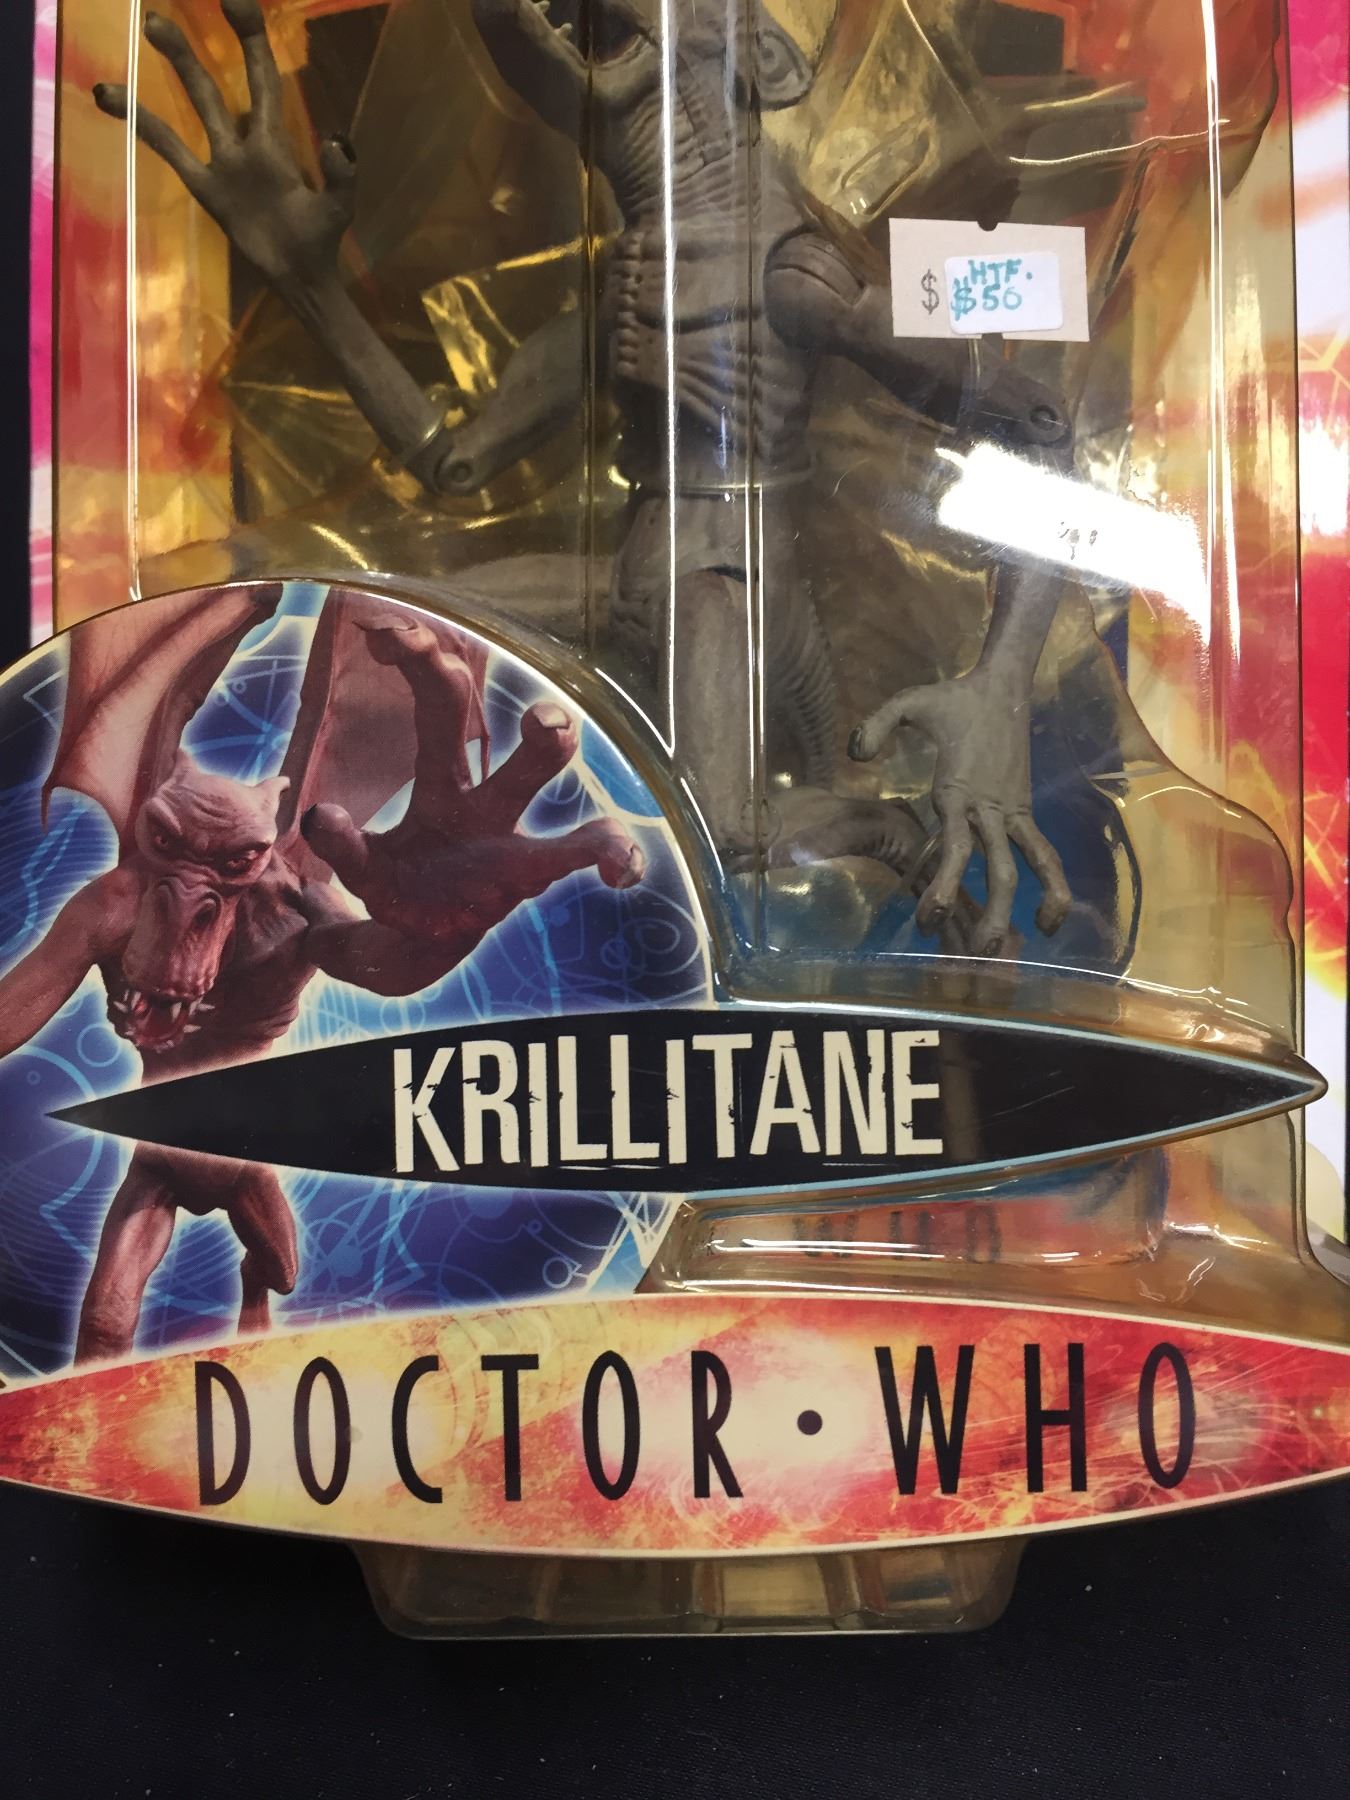 HTF.
$ $50
KRILLITANE
DOCTOR · WHO